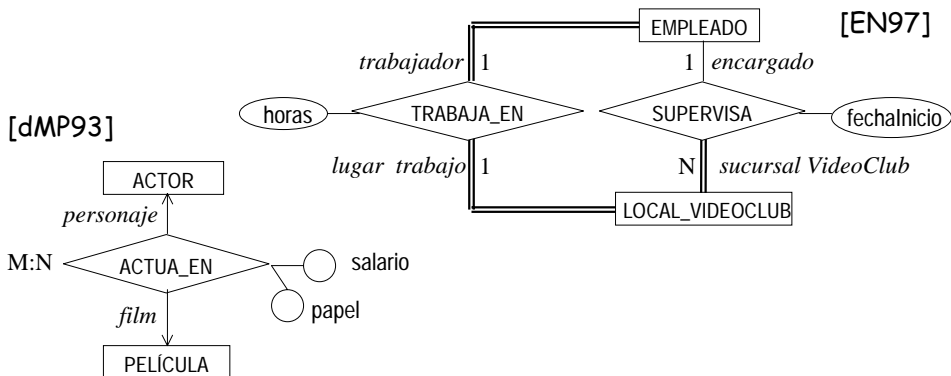 EMPLEADO
[EN97]
trabajador 1
1 encargado
horas
TRABAJA_EN
SUPERVISA
fechaInicio
[dMP93]
lugar trabajo 1
N sucursal VideoClub
ACTOR
LOCAL_VIDEOCLUB
personaje
M:N
ACTUA_EN
salario
papel
film
PELÍCULA